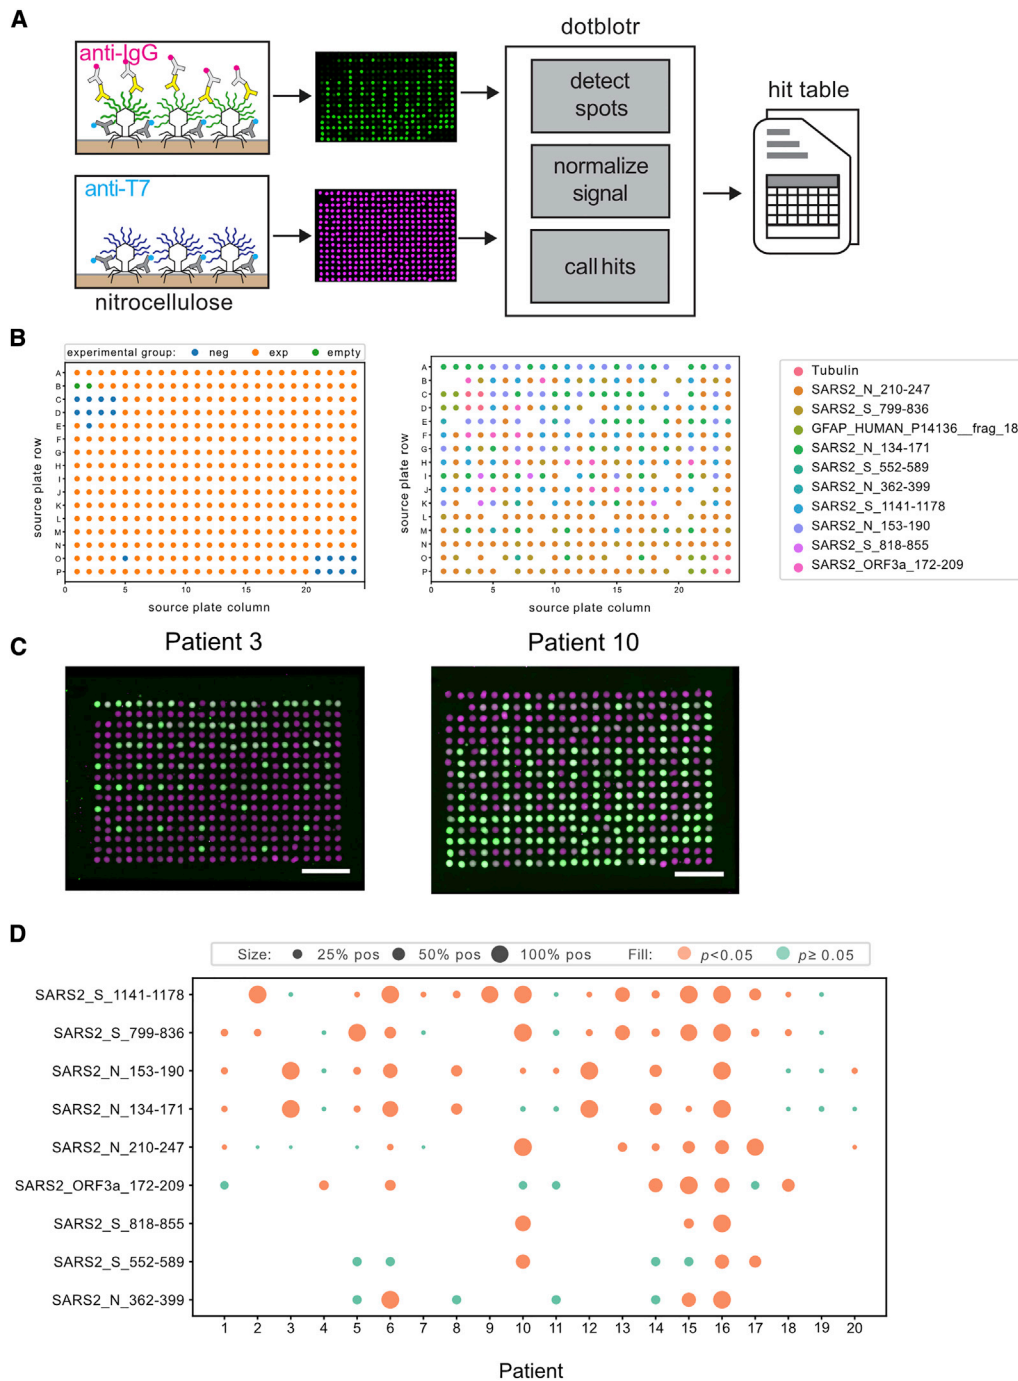 A
anti-IgG
anti-T7
nitrocellulose
dotblotr
detect
spots
normalize
signal
call hits
hit table
B
experimental group: neg exp empty
A
B
C
D
E
F
G
H
I
J
K
L
M
N
O
P
source plate row
0 5 10 15 20
source plate column
A
B
C
D
E
F
G
H
I
J
K
L
M
N
O
P
source plate row
0 5 10 15 20
source plate column
Tubulin
SARS2_N_210-247
SARS2_S_799-836
GFAP_HUMAN_P14136__frag_18
SARS2_N_134-171
SARS2_S_552-589
SARS2_N_362-399
SARS2_S_1141-1178
SARS2_N_153-190
SARS2_S_818-855
SARS2_ORF3a_172-209
C
Patient 3
Patient 10
D
Size: 25% pos 50% pos 100% pos Fill: p<0.05 p≥ 0.05
SARS2_S_1141-1178
SARS2_S_799-836
SARS2_N_153-190
SARS2_N_134-171
SARS2_N_210-247
SARS2_ORF3a_172-209
SARS2_S_818-855
SARS2_S_552-589
SARS2_N_362-399
1 2 3 4 5 6 7 8 9 10 11 12 13 14 15 16 17 18 19 20
Patient